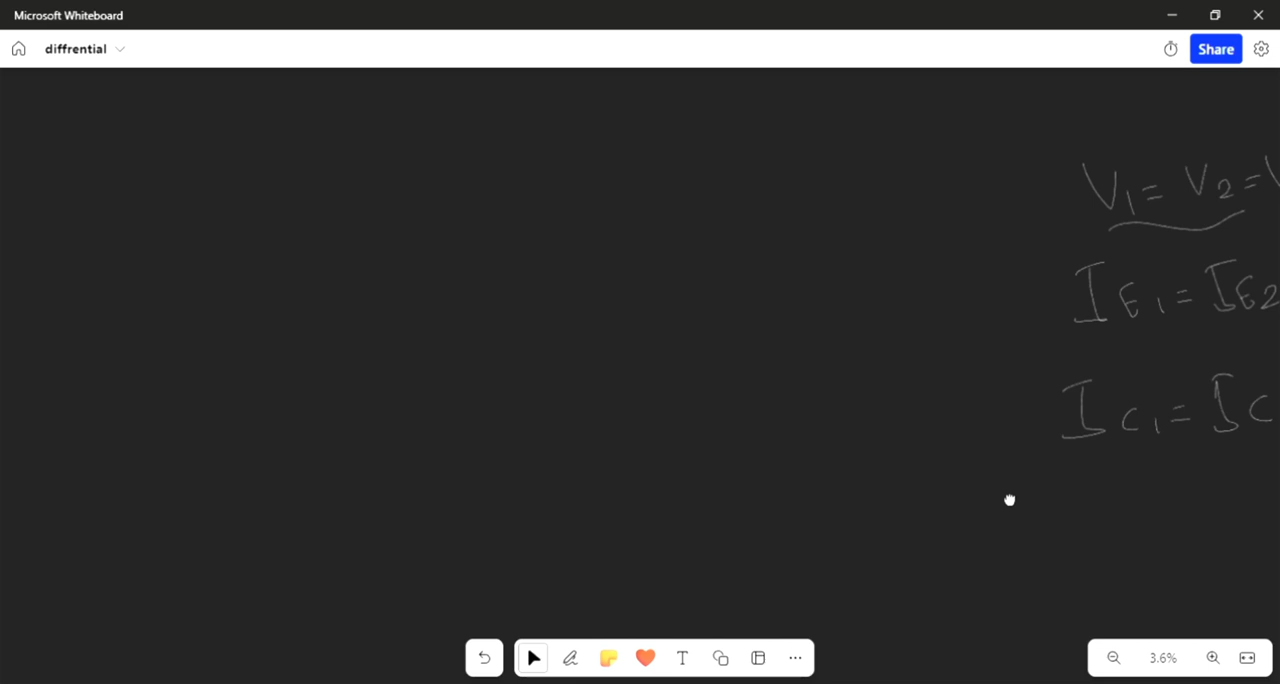 Microsoft Whiteboard
diffrential
Share
V1 = V2 =
IE1 = IE2
IC1 = IC
3.6%